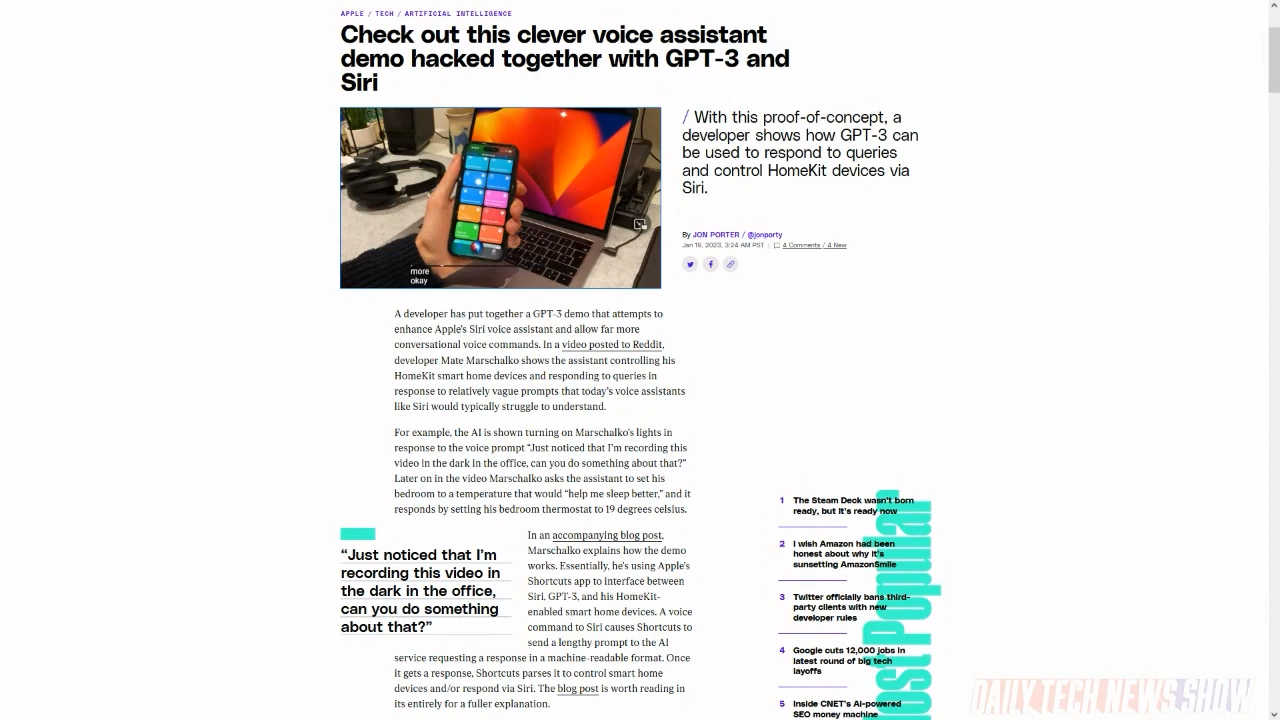 APPLE / TECH / ARTIFICIAL INTELLIGENCE
Check out this clever voice assistant
demo hacked together with GPT-3 and
Siri
more
okay
/ With this proof-of-concept, a
developer shows how GPT-3 can
be used to respond to queries
and control HomeKit devices via
Siri.
By JON PORTER / @jonporty
Jan 19, 2023, 3:24 AM PST | 4 Comments / 4 New
A developer has put together a GPT-3 demo that attempts to
enhance Apple's Siri voice assistant and allow far more
conversational voice commands. In a video posted to Reddit,
developer Mate Marschalko shows the assistant controlling his
HomeKit smart home devices and responding to queries in
response to relatively vague prompts that today's voice assistants
like Siri would typically struggle to understand.
For example, the AI is shown turning on Marschalko's lights in
response to the voice prompt “Just noticed that I'm recording this
video in the dark in the office, can you do something about that?”
Later on in the video Marschalko asks the assistant to set his
bedroom to a temperature that would “help me sleep better,” and it
responds by setting his bedroom thermostat to 19 degrees celsius.
“Just noticed that I'm
recording this video in
the dark in the office,
can you do something
about that?”
In an accompanying blog post,
Marschalko explains how the demo
works. Essentially, he's using Apple's
Shortcuts app to interface between
Siri, GPT-3, and his HomeKit-
enabled smart home devices. A voice
command to Siri causes Shortcuts to
send a lengthy prompt to the AI
service requesting a response in a machine-readable format. Once
it gets a response, Shortcuts parses it to control smart home
devices and/or respond via Siri. The blog post is worth reading in
its entirely for a fuller explanation.
Most Popular
1 The Steam Deck wasn't born
ready, but it's ready now
2 I wish Amazon had been
honest about why it's
sunsetting AmazonSmile
3 Twitter officially bans third-
party clients with new
developer rules
4 Google cuts 12,000 jobs in
latest round of big tech
layoffs
5 Inside CNET's AI-powered
SEO money machine
DAILY TECH NEWS SHOW